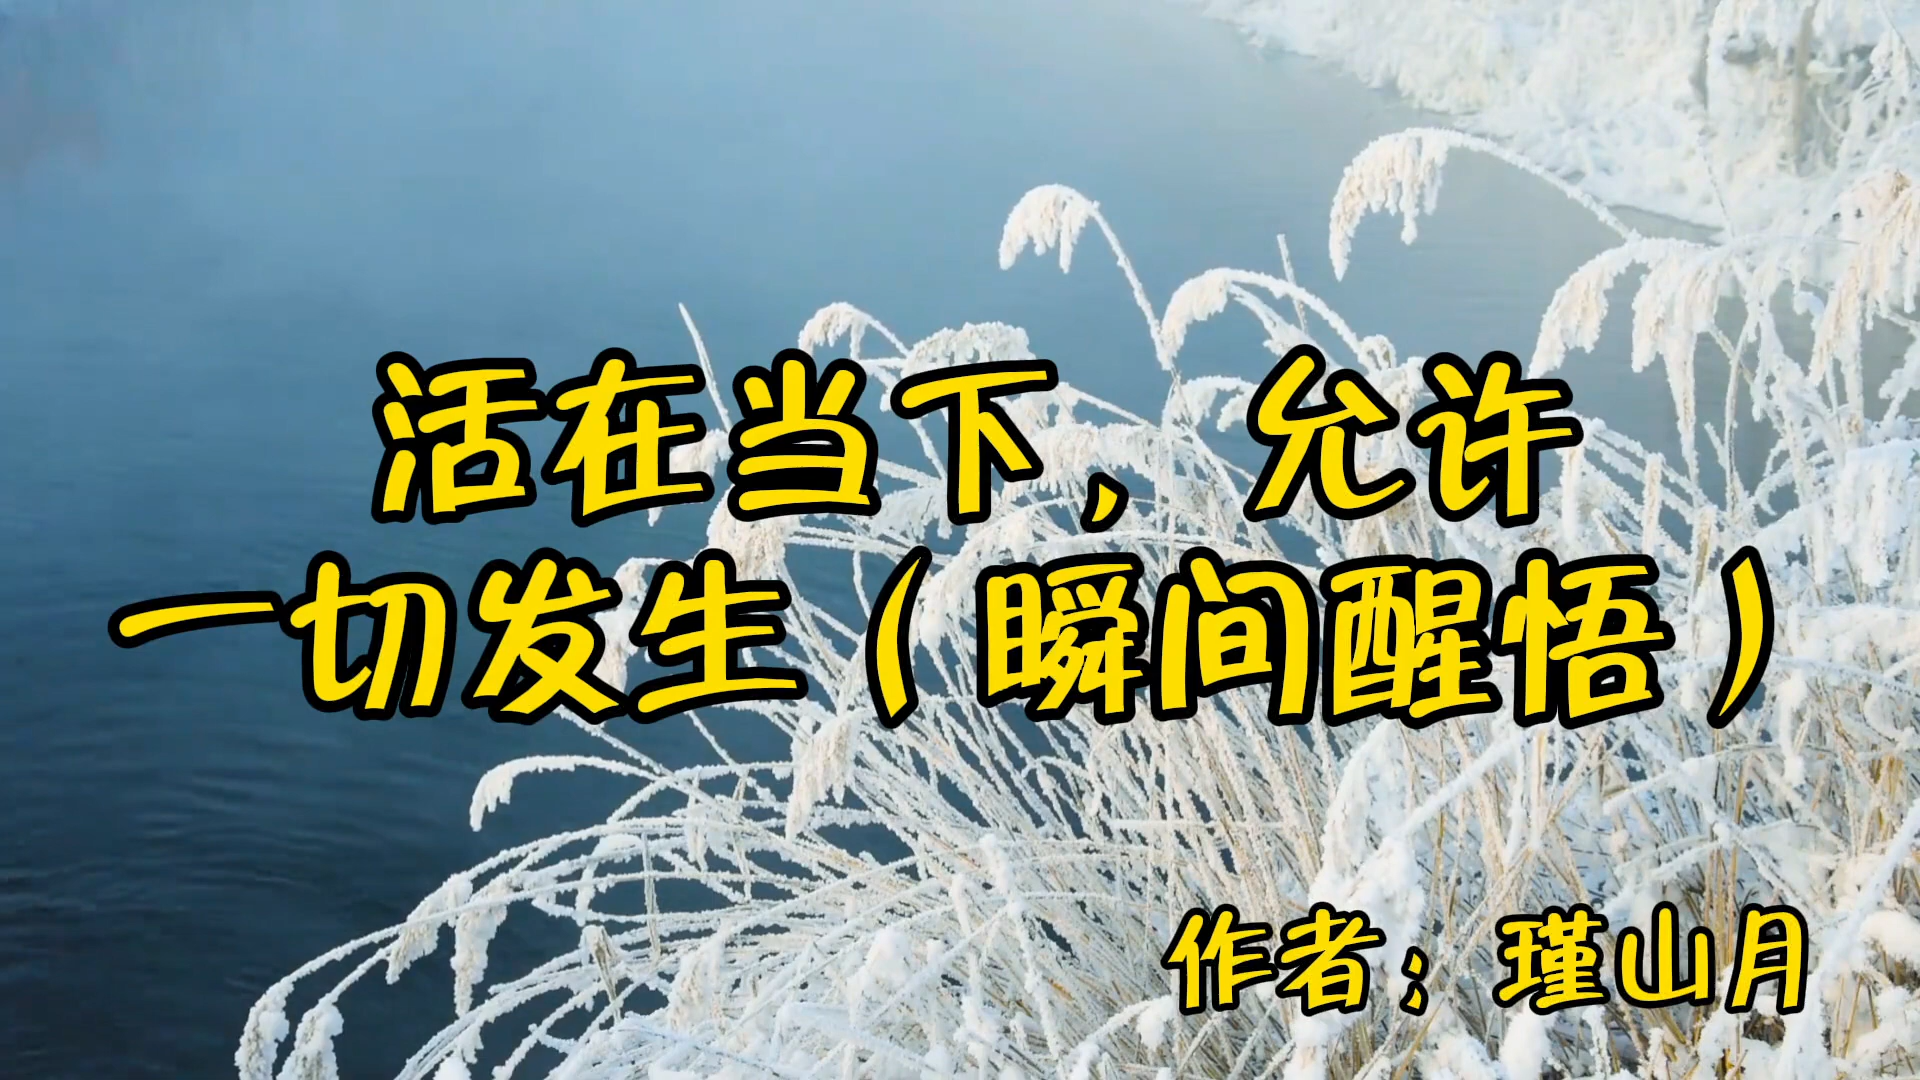 活在当下，允许
一切发生（瞬间醒悟）
作者；瑾山月